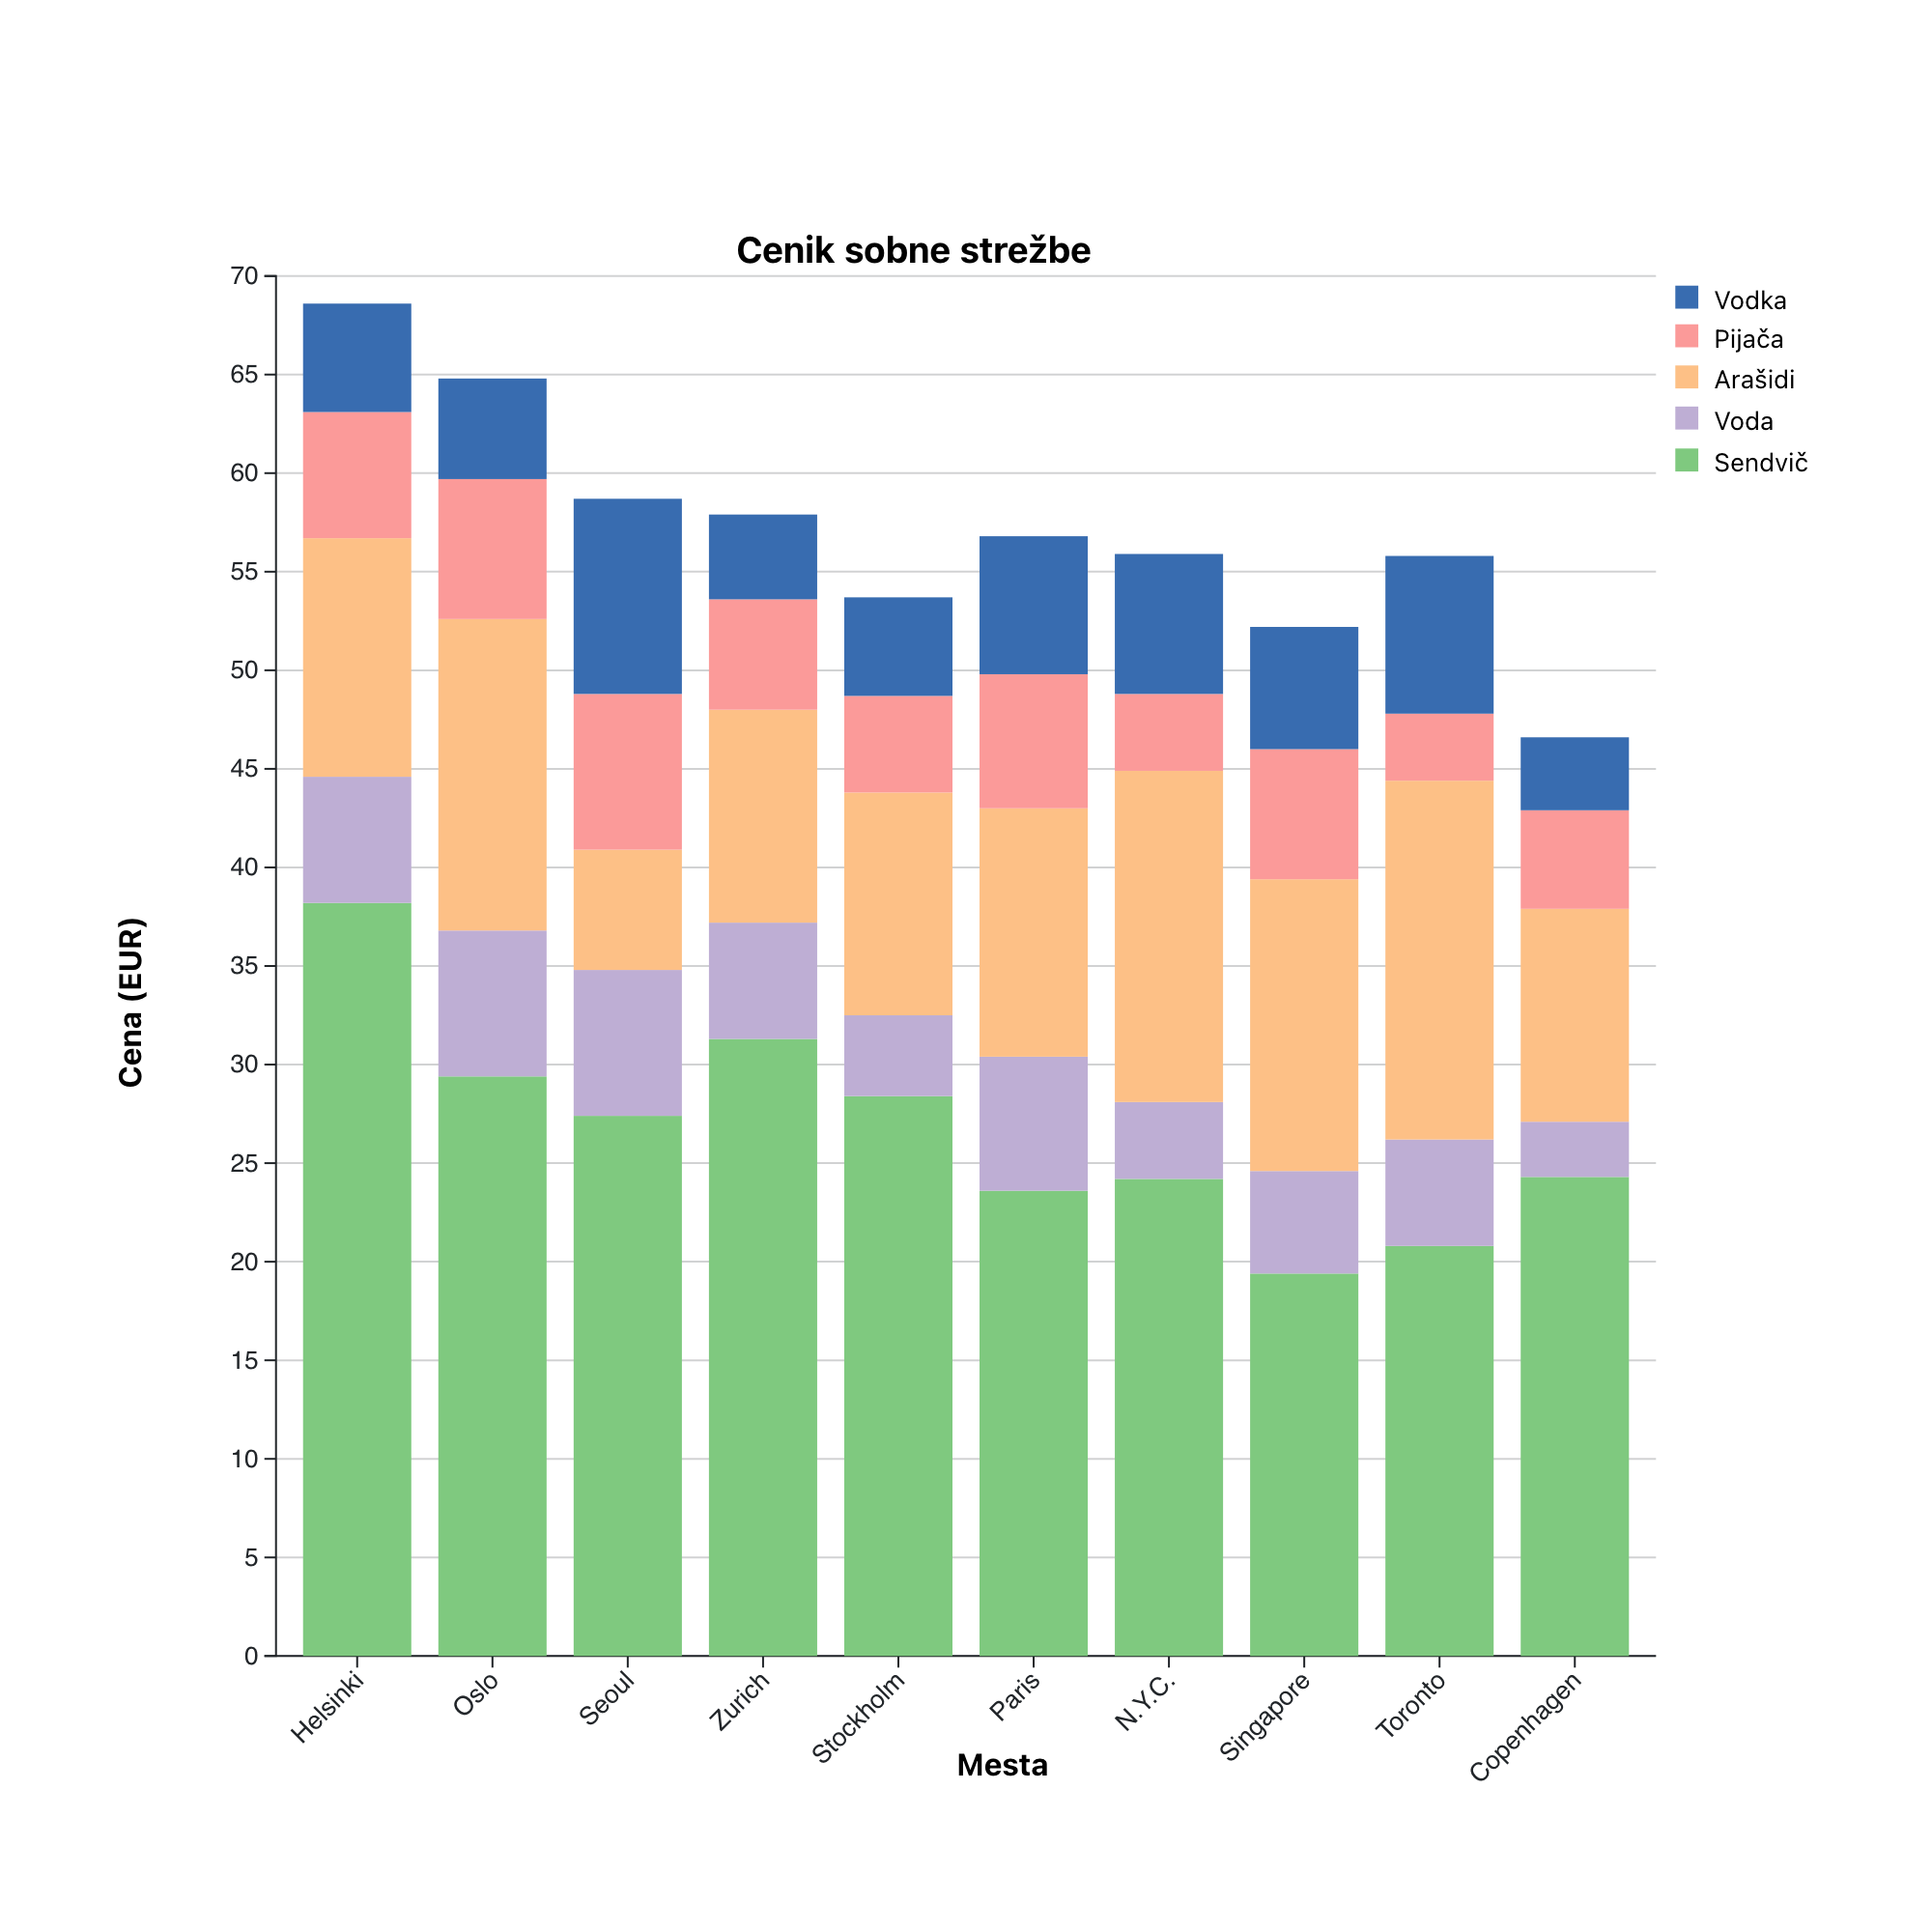 Cenik sobne strežbe
70
65
60
55
50
45
40
35
30
25
20
15
10
5
0
Cena (EUR)
Helsinki
Oslo
Seoul
Zurich
Stockholm
Paris
N.Y.C.
Singapore
Toronto
Copenhagen
Mesta
Vodka
Pijača
Arašidi
Voda
Sendvič